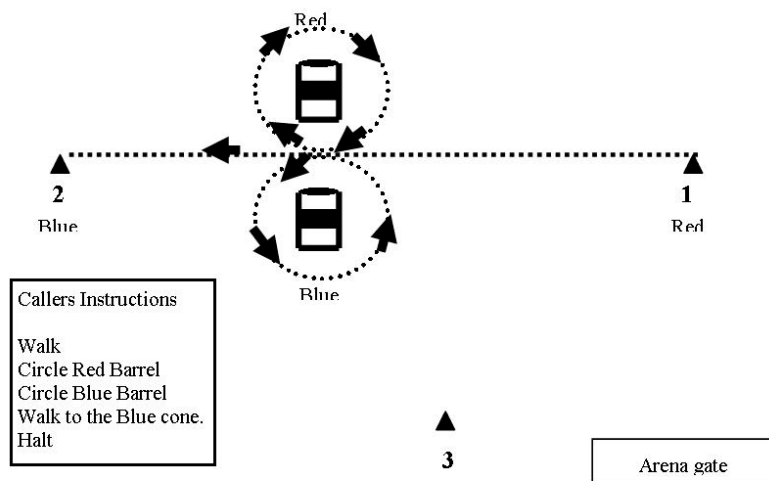 Red
2
1
Blue
Red
Blue
Callers Instructions
Walk
Circle Red Barrel
Circle Blue Barrel
Walk to the Blue cone.
Halt
3
Arena gate